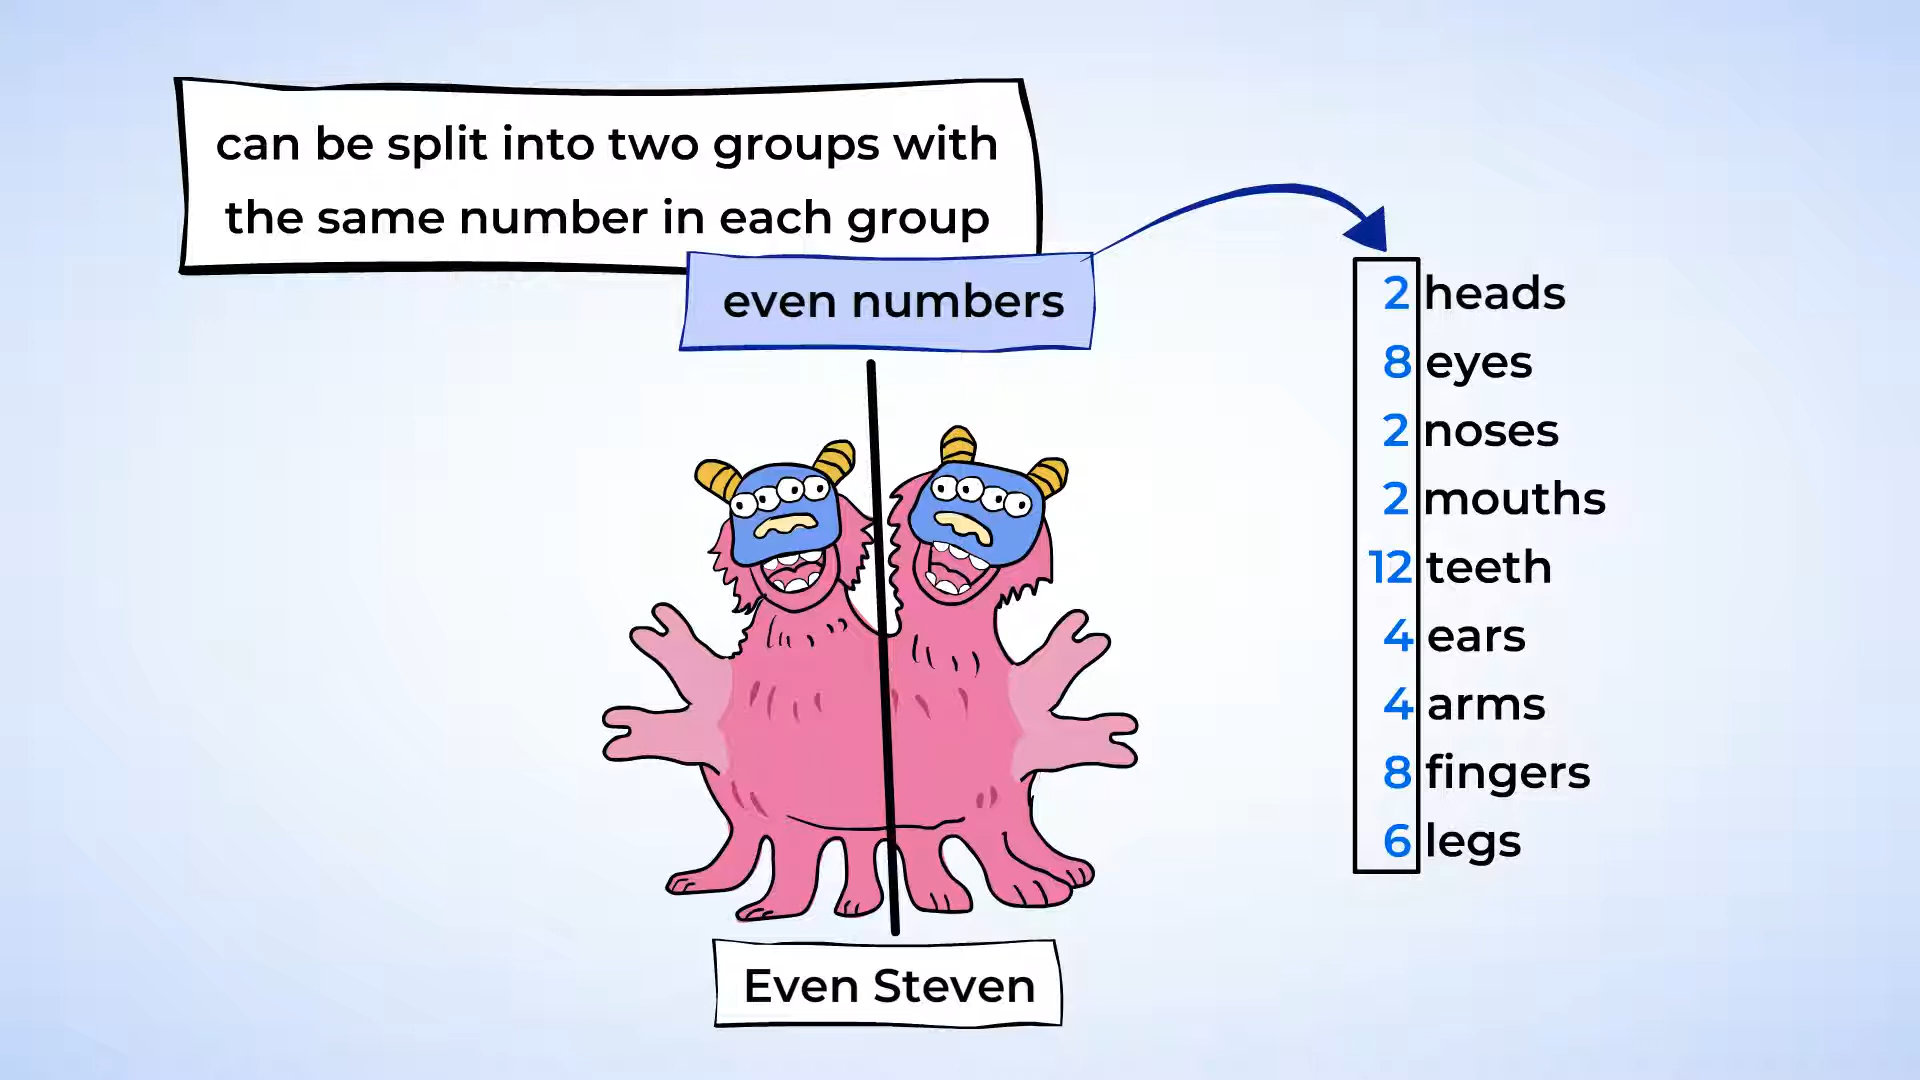 can be split into two groups with
the same number in each group
even numbers
2 heads
8 eyes
2 noses
2 mouths
12 teeth
4 ears
4 arms
8 fingers
6 legs
Even Steven